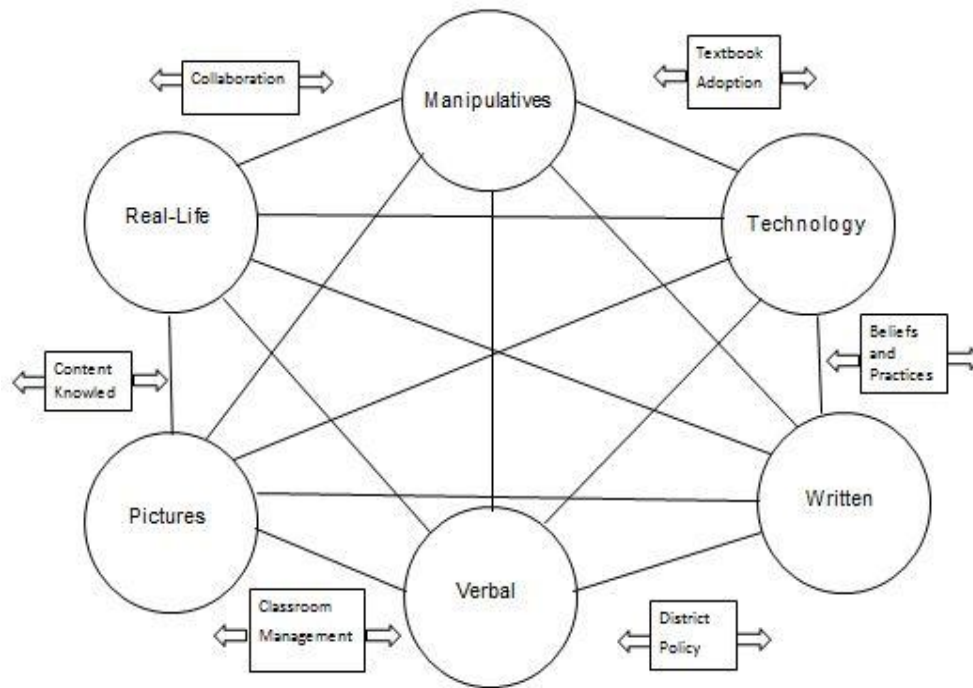 Collaboration
Manipulatives
Textbook
Adoption
Real-Life
Technology
Content
Knowled
Beliefs
and
Practices
Pictures
Written
Classroom
Management
Verbal
District
Policy